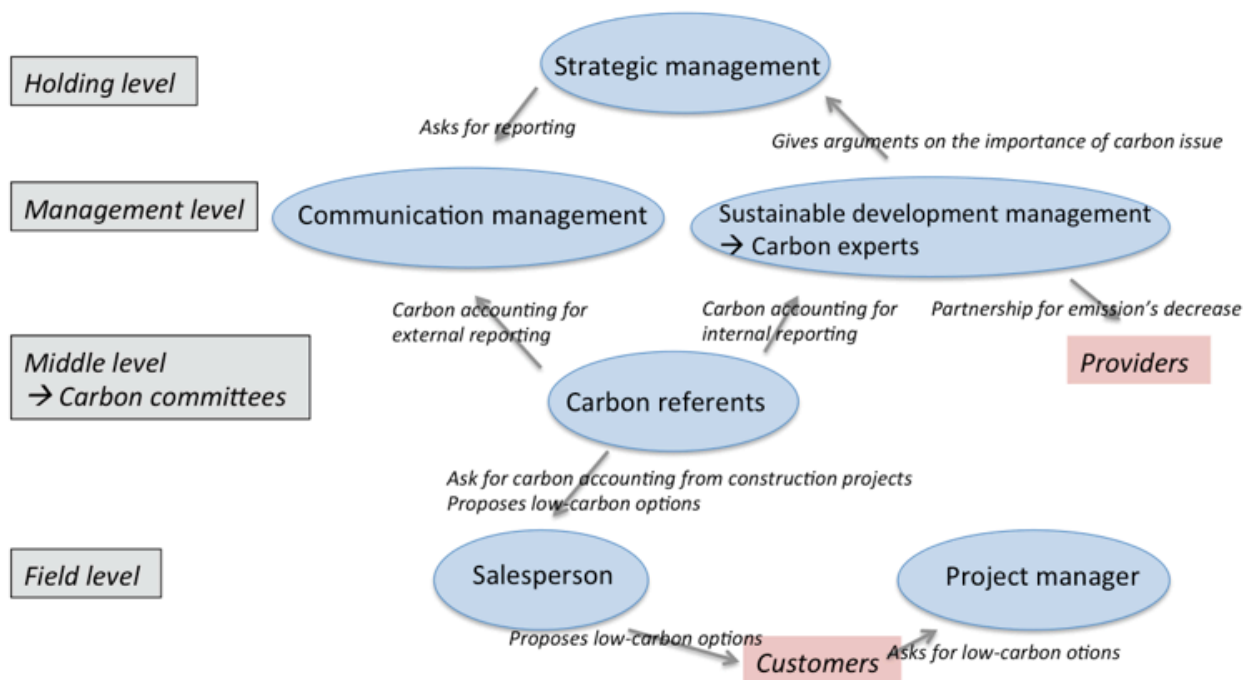 Strategic management
Holding level
Asks for reporting
Gives arguments on the importance of carbon issue
Management level
Communication management
Sustainable development management
→ Carbon experts
Carbon accounting for
external reporting
Carbon accounting for
internal reporting
Partnership for emission's decrease
Middle level
→ Carbon committees
Providers
Carbon referents
Ask for carbon accounting from construction projects
Proposes low-carbon options
Field level
Salesperson
Project manager
Proposes low-carbon options
Customers
Asks for low-carbon otions